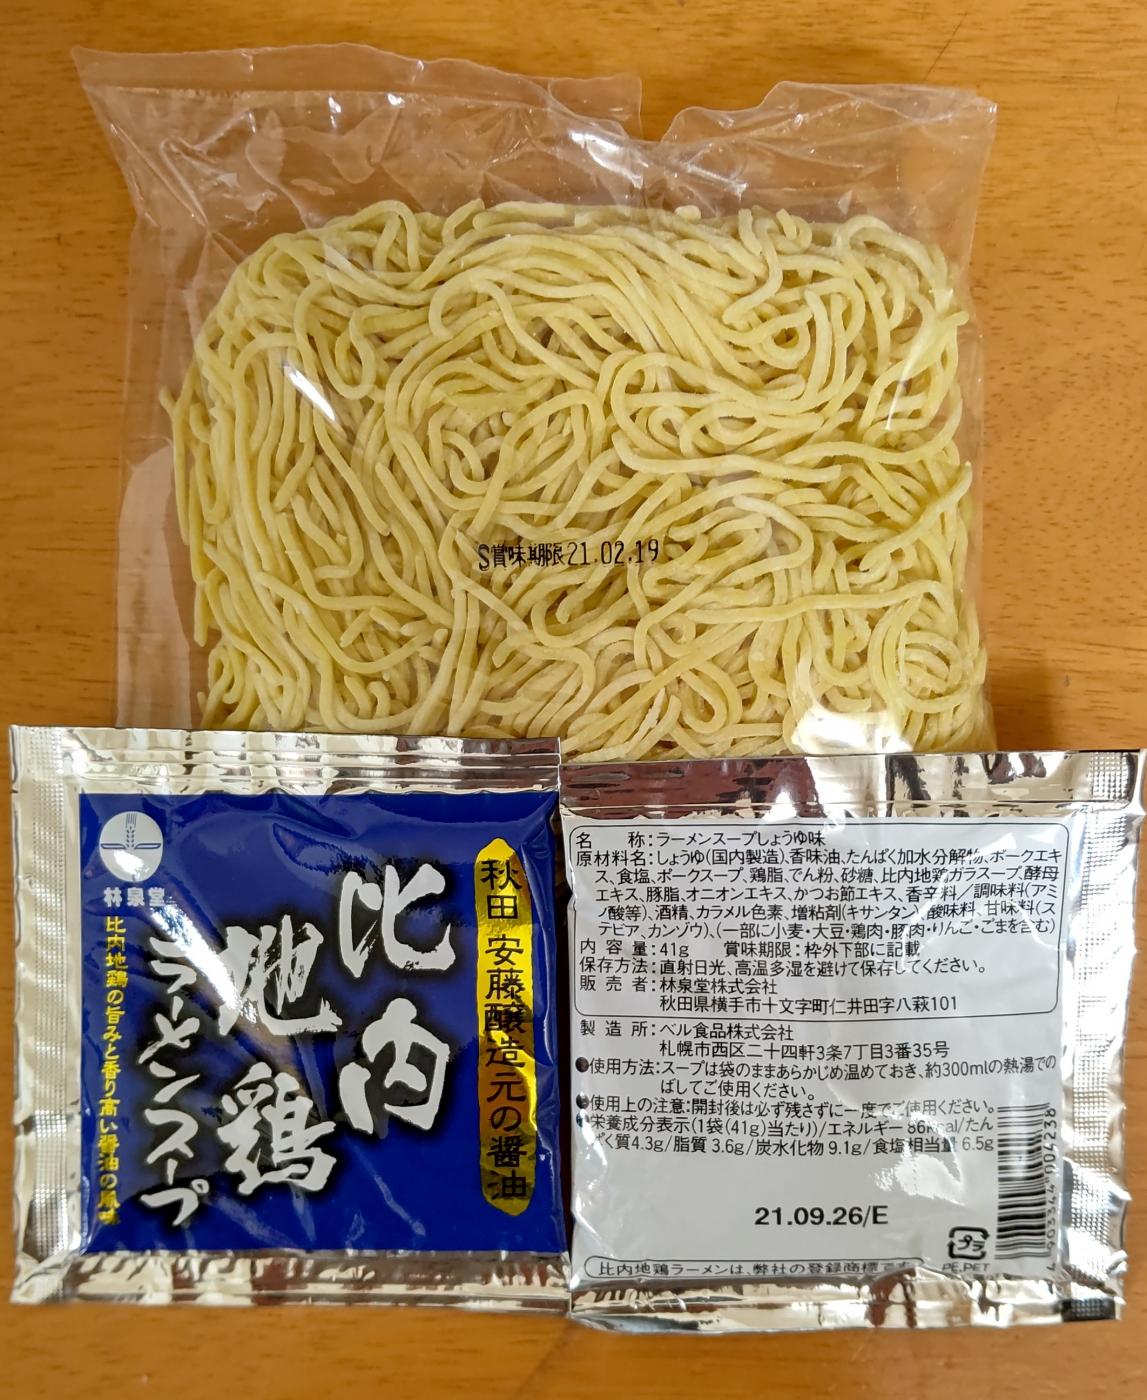 S賞味期限21.02.19
林泉堂
秋田 安藤醸造元の醤油
比内
地鶏
ラーメンスープ
比内地鶏の旨みと香り高い醤油の風味
名 称:ラーメンスープしょうゆ味
原材料名:しょうゆ(国内製造)、香味油、たんぱく加水分解物、ポークエキ
ス、食塩、ポークスープ、鶏脂、でん粉、砂糖、比内地鶏ガラスープ、酵母
エキス、豚脂、オニオンエキス、かつお節エキス、香辛料/調味料(アミ
ノ酸等)、酒精、カラメル色素、増粘剤(キサンタン)、酸味料、甘味料(ス
テビア、カンゾウ)、(一部に小麦・大豆・鶏肉・豚肉・りんご・ごまを含む)
内 容 量:41g 賞味期限:枠外下部に記載
保存方法:直射日光、高温多湿を避けて保存してください。
販 売 者:林泉堂株式会社
秋田県横手市十文字町仁井田字八萩101
製 造 所:ベル食品株式会社
札幌市西区二十四軒3条7丁目3番35号
●使用方法:スープは袋のままあらかじめ温めておき、約300mlの熱湯での
ばしてご使用ください。
●使用上の注意:開封後は必ず残さずに一度でご使用ください。
●栄養成分表示(1袋(41g)当たり)/エネルギー 86kcal/たん
ぱく質4.3g/脂質 3.6g/炭水化物 9.1g/食塩相当量 6.5g
21.09.26/E
プラ
PE,PET
比内地鶏ラーメンは、弊社の登録商標です